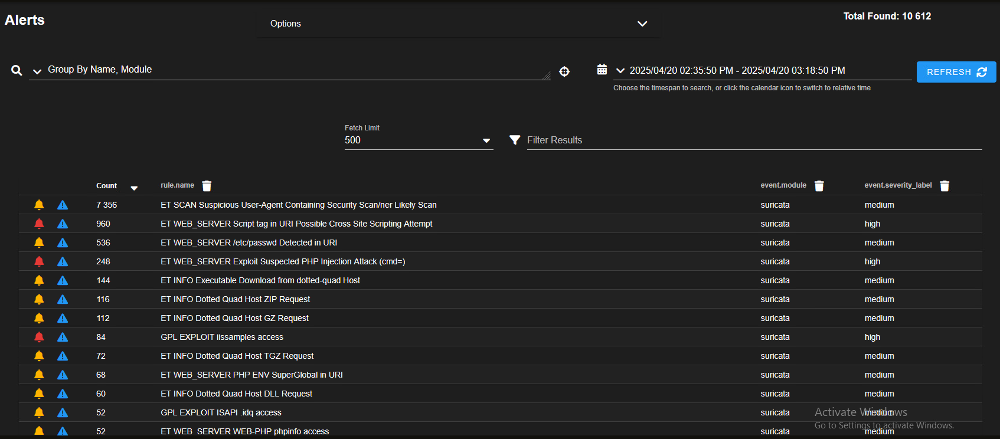 Alerts
Options
Total Found: 10 612
Group By Name, Module
2025/04/20 02:35:50 PM - 2025/04/20 03:18:50 PM
REFRESH
Choose the timespan to search, or click the calendar icon to switch to relative time
Fetch Limit
500
Filter Results
Count rule.name event.module event.severity_label
7 356 ET SCAN Suspicious User-Agent Containing Security Scan/ner Likely Scan suricata medium
960 ET WEB_SERVER Script tag in URI Possible Cross Site Scripting Attempt suricata high
536 ET WEB_SERVER /etc/passwd Detected in URI suricata medium
248 ET WEB_SERVER Exploit Suspected PHP Injection Attack (cmd=) suricata high
144 ET INFO Executable Download from dotted-quad Host suricata medium
116 ET INFO Dotted Quad Host ZIP Request suricata medium
112 ET INFO Dotted Quad Host GZ Request suricata medium
84 GPL EXPLOIT iissamples access suricata high
72 ET INFO Dotted Quad Host TGZ Request suricata medium
68 ET WEB_SERVER PHP ENV SuperGlobal in URI suricata medium
60 ET INFO Dotted Quad Host DLL Request suricata medium
52 GPL EXPLOIT ISAPI .idq access suricata medium
Activate Windows
Go to Settings to activate Windows.
52 ET WEB_SERVER WEB-PHP phpinfo access suricata medium